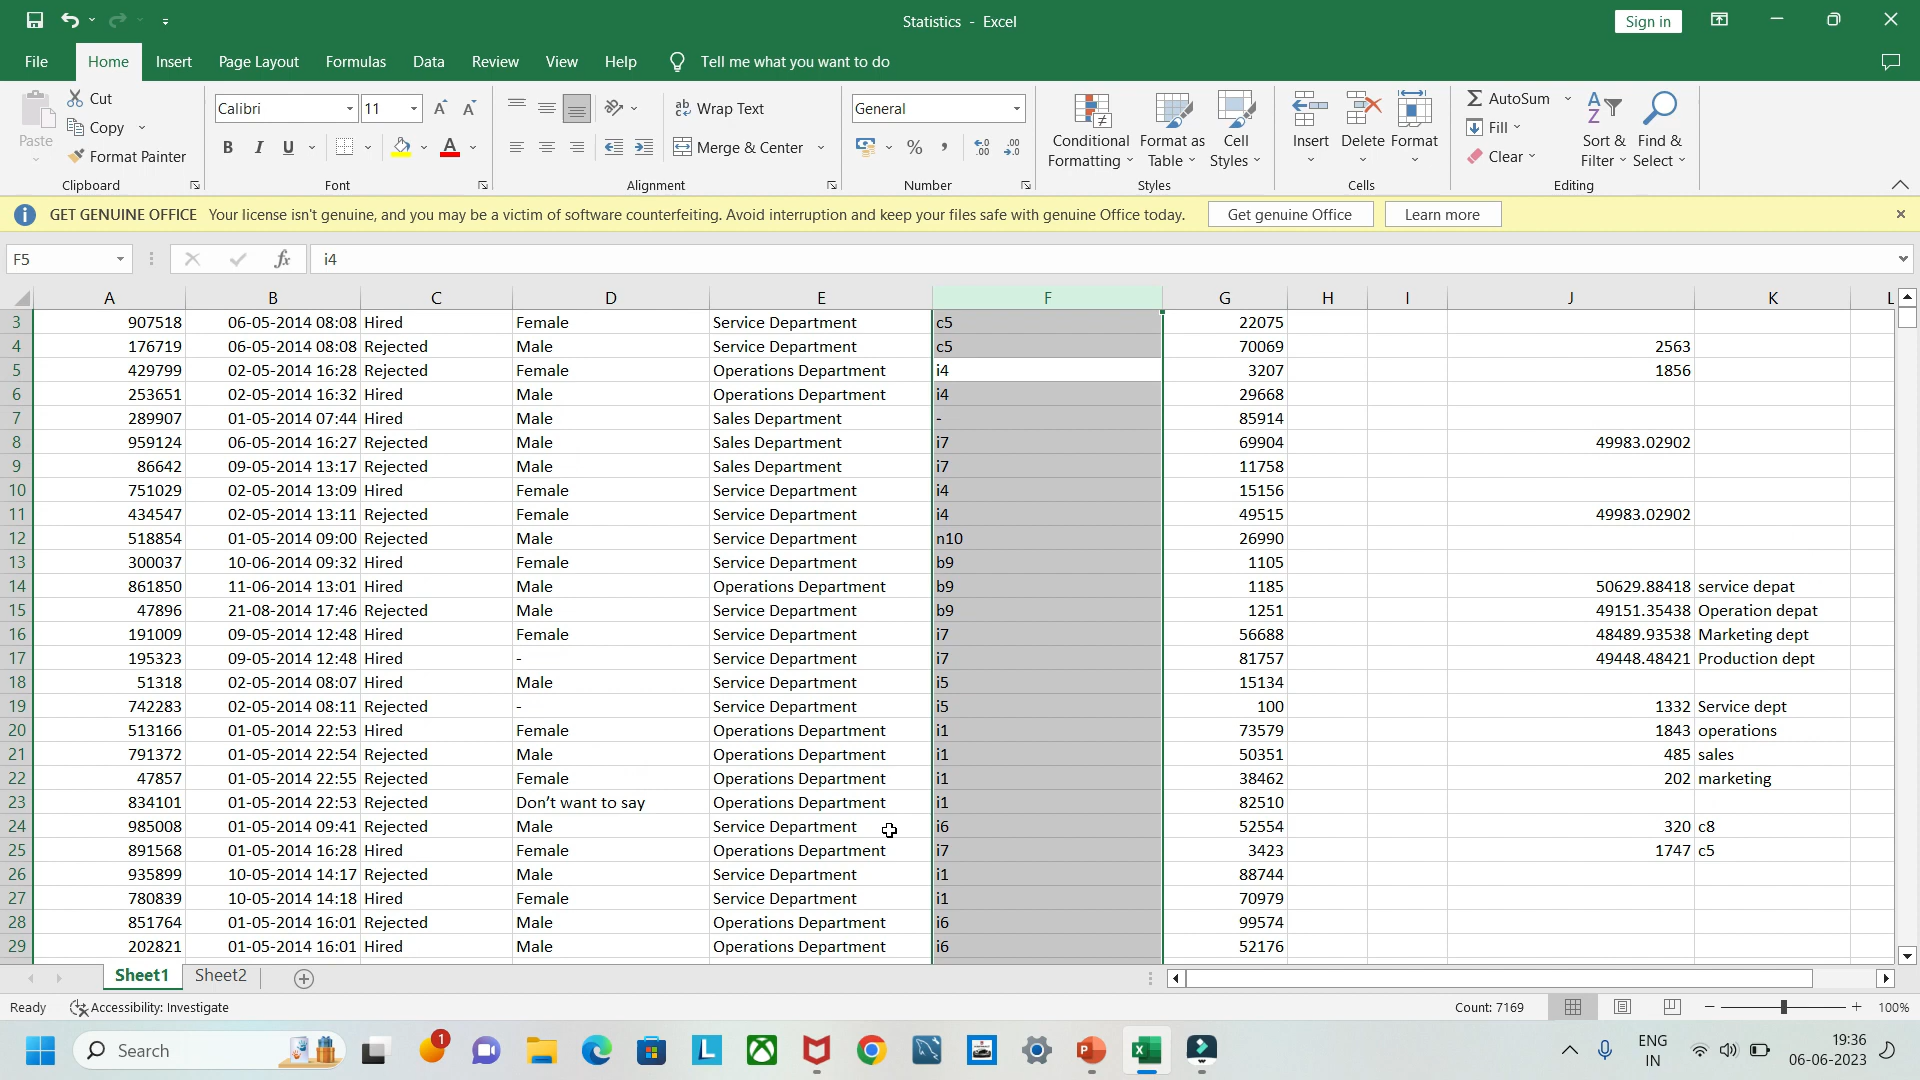 Statistics - Excel
Sign in
File Home Insert Page Layout Formulas Data Review View Help Tell me what you want to do
Paste
Cut
Copy
Format Painter
Clipboard
Calibri 11
B I U A
Font
ab Wrap Text
Merge & Center
Alignment
General
% ,
Number
Conditional Formatting
Format as Table
Cell Styles
Styles
Insert Delete Format
Cells
AutoSum
Fill
Clear
Sort & Filter
Find & Select
Editing
GET GENUINE OFFICE Your license isn't genuine, and you may be a victim of software counterfeiting. Avoid interruption and keep your files safe with genuine Office today. Get genuine Office Learn more
F5 fx i4
A B C D E F G H I J K L
3 907518 06-05-2014 08:08 Hired Female Service Department c5 22075
4 176719 06-05-2014 08:08 Rejected Male Service Department c5 70069 2563
5 429799 02-05-2014 16:28 Rejected Female Operations Department i4 3207 1856
6 253651 02-05-2014 16:32 Hired Male Operations Department i4 29668
7 289907 01-05-2014 07:44 Hired Male Sales Department - 85914
8 959124 06-05-2014 16:27 Rejected Male Sales Department i7 69904 49983.02902
9 86642 09-05-2014 13:17 Rejected Male Sales Department i7 11758
10 751029 02-05-2014 13:09 Hired Female Service Department i4 15156
11 434547 02-05-2014 13:11 Rejected Female Service Department i4 49515 49983.02902
12 518854 01-05-2014 09:00 Rejected Male Service Department n10 26990
13 300037 10-06-2014 09:32 Hired Female Service Department b9 1105
14 861850 11-06-2014 13:01 Hired Male Operations Department b9 1185 50629.88418 service depat
15 47896 21-08-2014 17:46 Rejected Male Service Department b9 1251 49151.35438 Operation depat
16 191009 09-05-2014 12:48 Hired Female Service Department i7 56688 48489.93538 Marketing dept
17 195323 09-05-2014 12:48 Hired - Service Department i7 81757 49448.48421 Production dept
18 51318 02-05-2014 08:07 Hired Male Service Department i5 15134
19 742283 02-05-2014 08:11 Rejected - Service Department i5 100 1332 Service dept
20 513166 01-05-2014 22:53 Hired Female Operations Department i1 73579 1843 operations
21 791372 01-05-2014 22:54 Rejected Male Operations Department i1 50351 485 sales
22 47857 01-05-2014 22:55 Rejected Female Operations Department i1 38462 202 marketing
23 834101 01-05-2014 22:53 Rejected Don’t want to say Operations Department i1 82510
24 985008 01-05-2014 09:41 Rejected Male Service Department i6 52554 320 c8
25 891568 01-05-2014 16:28 Hired Female Operations Department i7 3423 1747 c5
26 935899 10-05-2014 14:17 Rejected Male Service Department i1 88744
27 780839 10-05-2014 14:18 Hired Female Service Department i1 70979
28 851764 01-05-2014 16:01 Rejected Male Operations Department i6 99574
29 202821 01-05-2014 16:01 Hired Male Operations Department i6 52176
Sheet1 Sheet2
Ready Accessibility: Investigate Count: 7169 100%
Search 1 ENG IN 19:36 06-06-2023